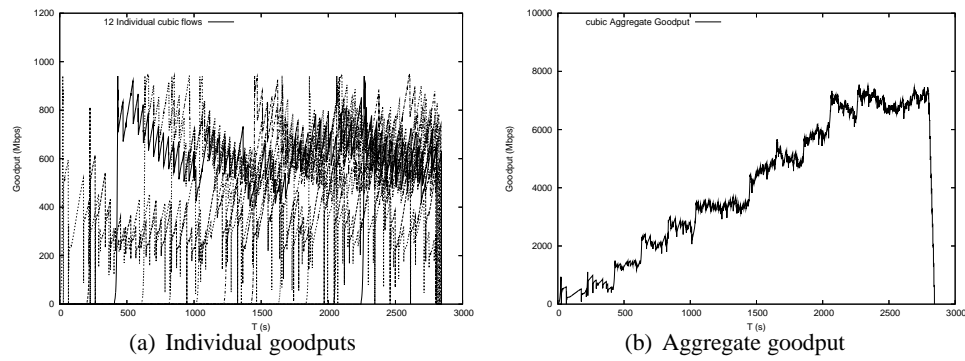 1200
1000
800
600
400
200
0
Goodput (Mbps)
12 Individual cubic flows
0 500 1000 1500 2000 2500 3000
T (s)
(a) Individual goodputs
10000
8000
6000
4000
2000
0
Goodput (Mbps)
cubic Aggregate Goodput
0 500 1000 1500 2000 2500 3000
T (s)
(b) Aggregate goodput